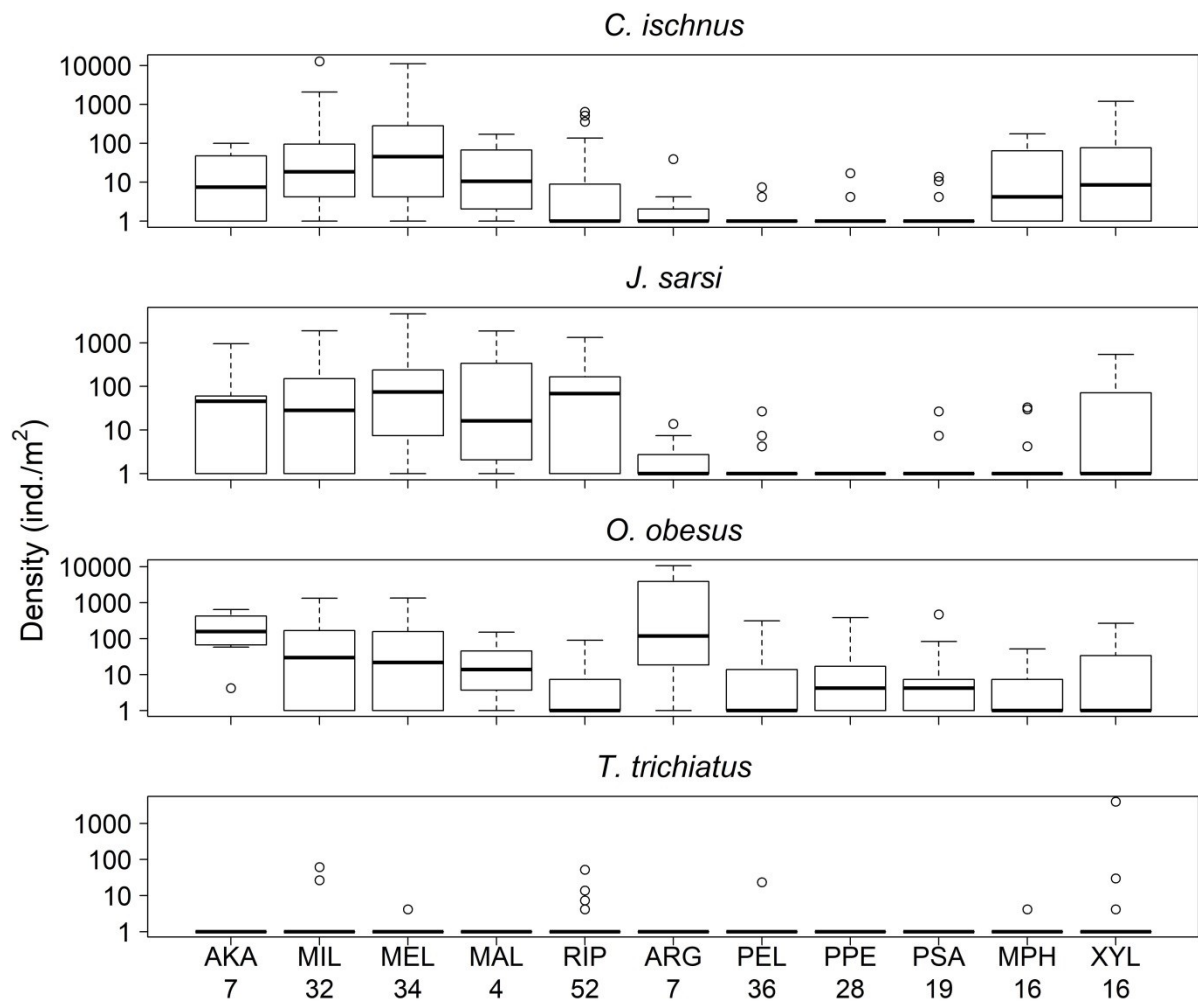 C. ischnus
10000
1000
100
10
1
J. sarsi
1000
100
10
1
Density (ind./m²)
O. obesus
10000
1000
100
10
1
T. trichiatus
1000
100
10
1
AKA MIL MEL MAL RIP ARG PEL PPE PSA MPH XYL
7 32 34 4 52 7 36 28 19 16 16